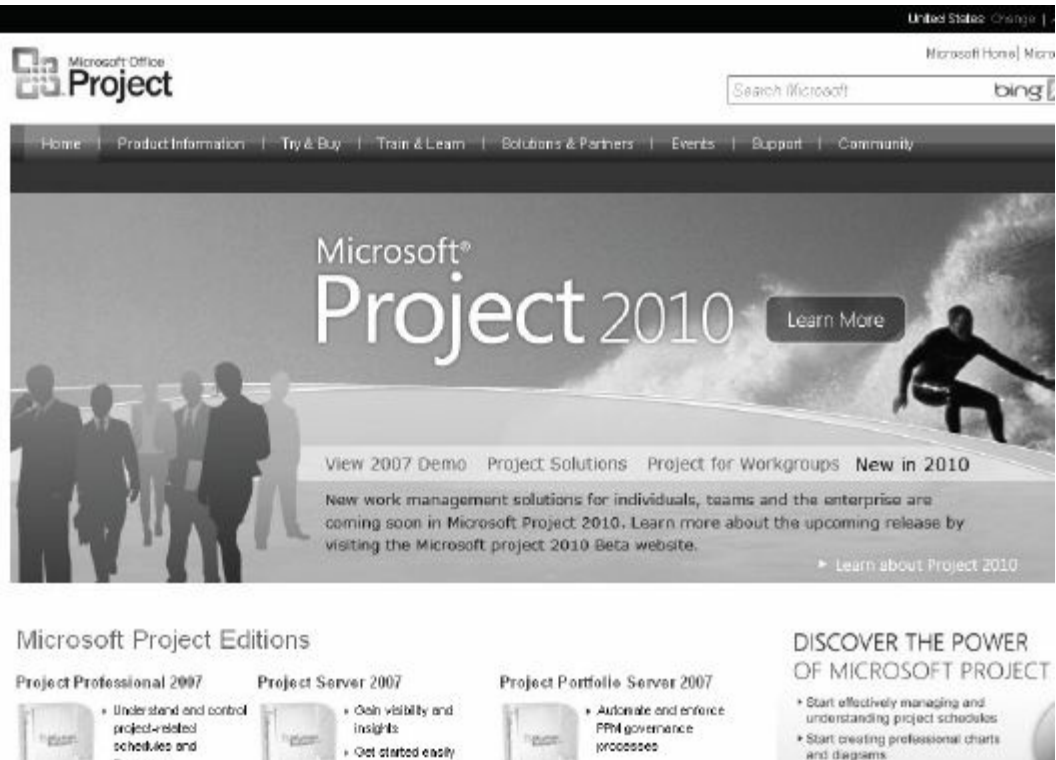 United States Change |
Microsoft Home| Micro
Microsoft Office
Project
Search Microsoft
bing
Home | Product Information | Try & Buy | Train & Learn | Solutions & Partners | Events | Support | Community
Microsoft®
Project 2010
Learn More
View 2007 Demo Project Solutions Project for Workgroups New in 2010
New work management solutions for individuals, teams and the enterprise are
coming soon in Microsoft Project 2010. Learn more about the upcoming release by
visiting the Microsoft project 2010 Beta website.
Learn about Project 2010
Microsoft Project Editions
Project Professional 2007
Understand and control
project-related
schedules and
Project Server 2007
Gain visibility and
insights
Get started easily
Project Portfolio Server 2007
Automate and enforce
PPM governance
processes
DISCOVER THE POWER
OF MICROSOFT PROJECT
Start effectively managing and
understanding project schedules
Start creating professional charts
and diagrams